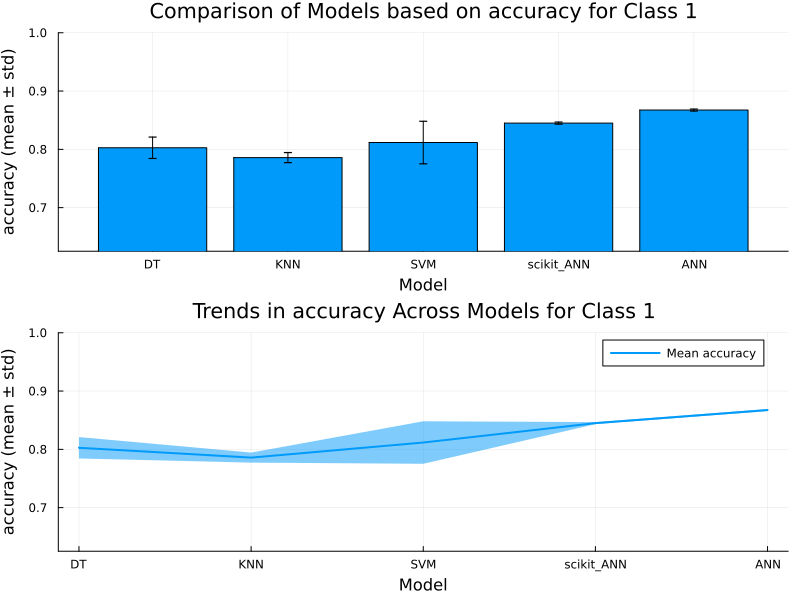 Comparison of Models based on accuracy for Class 1
accuracy (mean ± std)
1.0
0.9
0.8
0.7
DT KNN SVM scikit_ANN ANN
Model
Trends in accuracy Across Models for Class 1
accuracy (mean ± std)
1.0
Mean accuracy
0.9
0.8
0.7
DT KNN SVM scikit_ANN ANN
Model